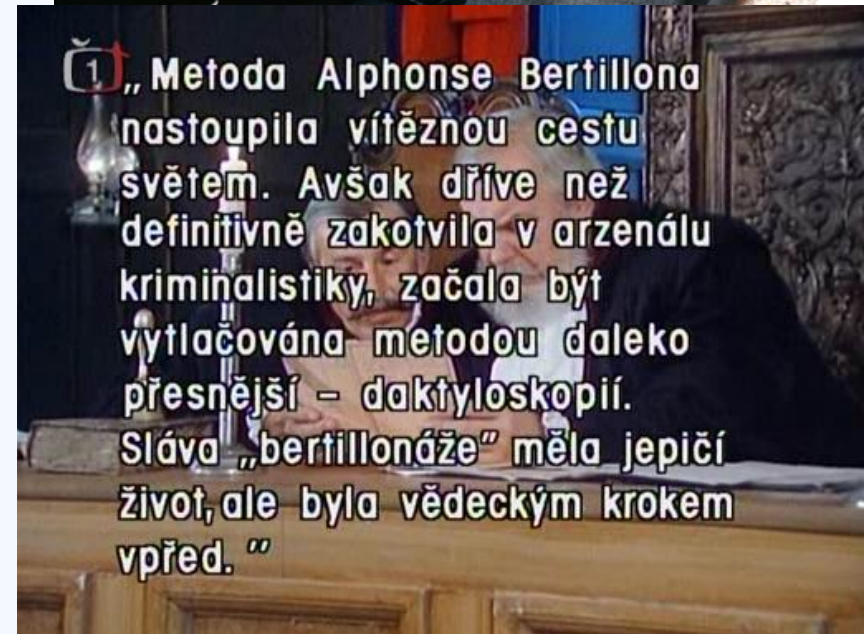 1
„Metoda Alphonse Bertillona
nastoupila vítěznou cestu
světem. Avšak dříve než
definitivně zakotvila v arzenálu
kriminalistiky, začala být
vytlačována metodou daleko
přesnější – daktyloskopií.
Sláva „bertillonáže” měla jepičí
život, ale byla vědeckým krokem
vpřed.”